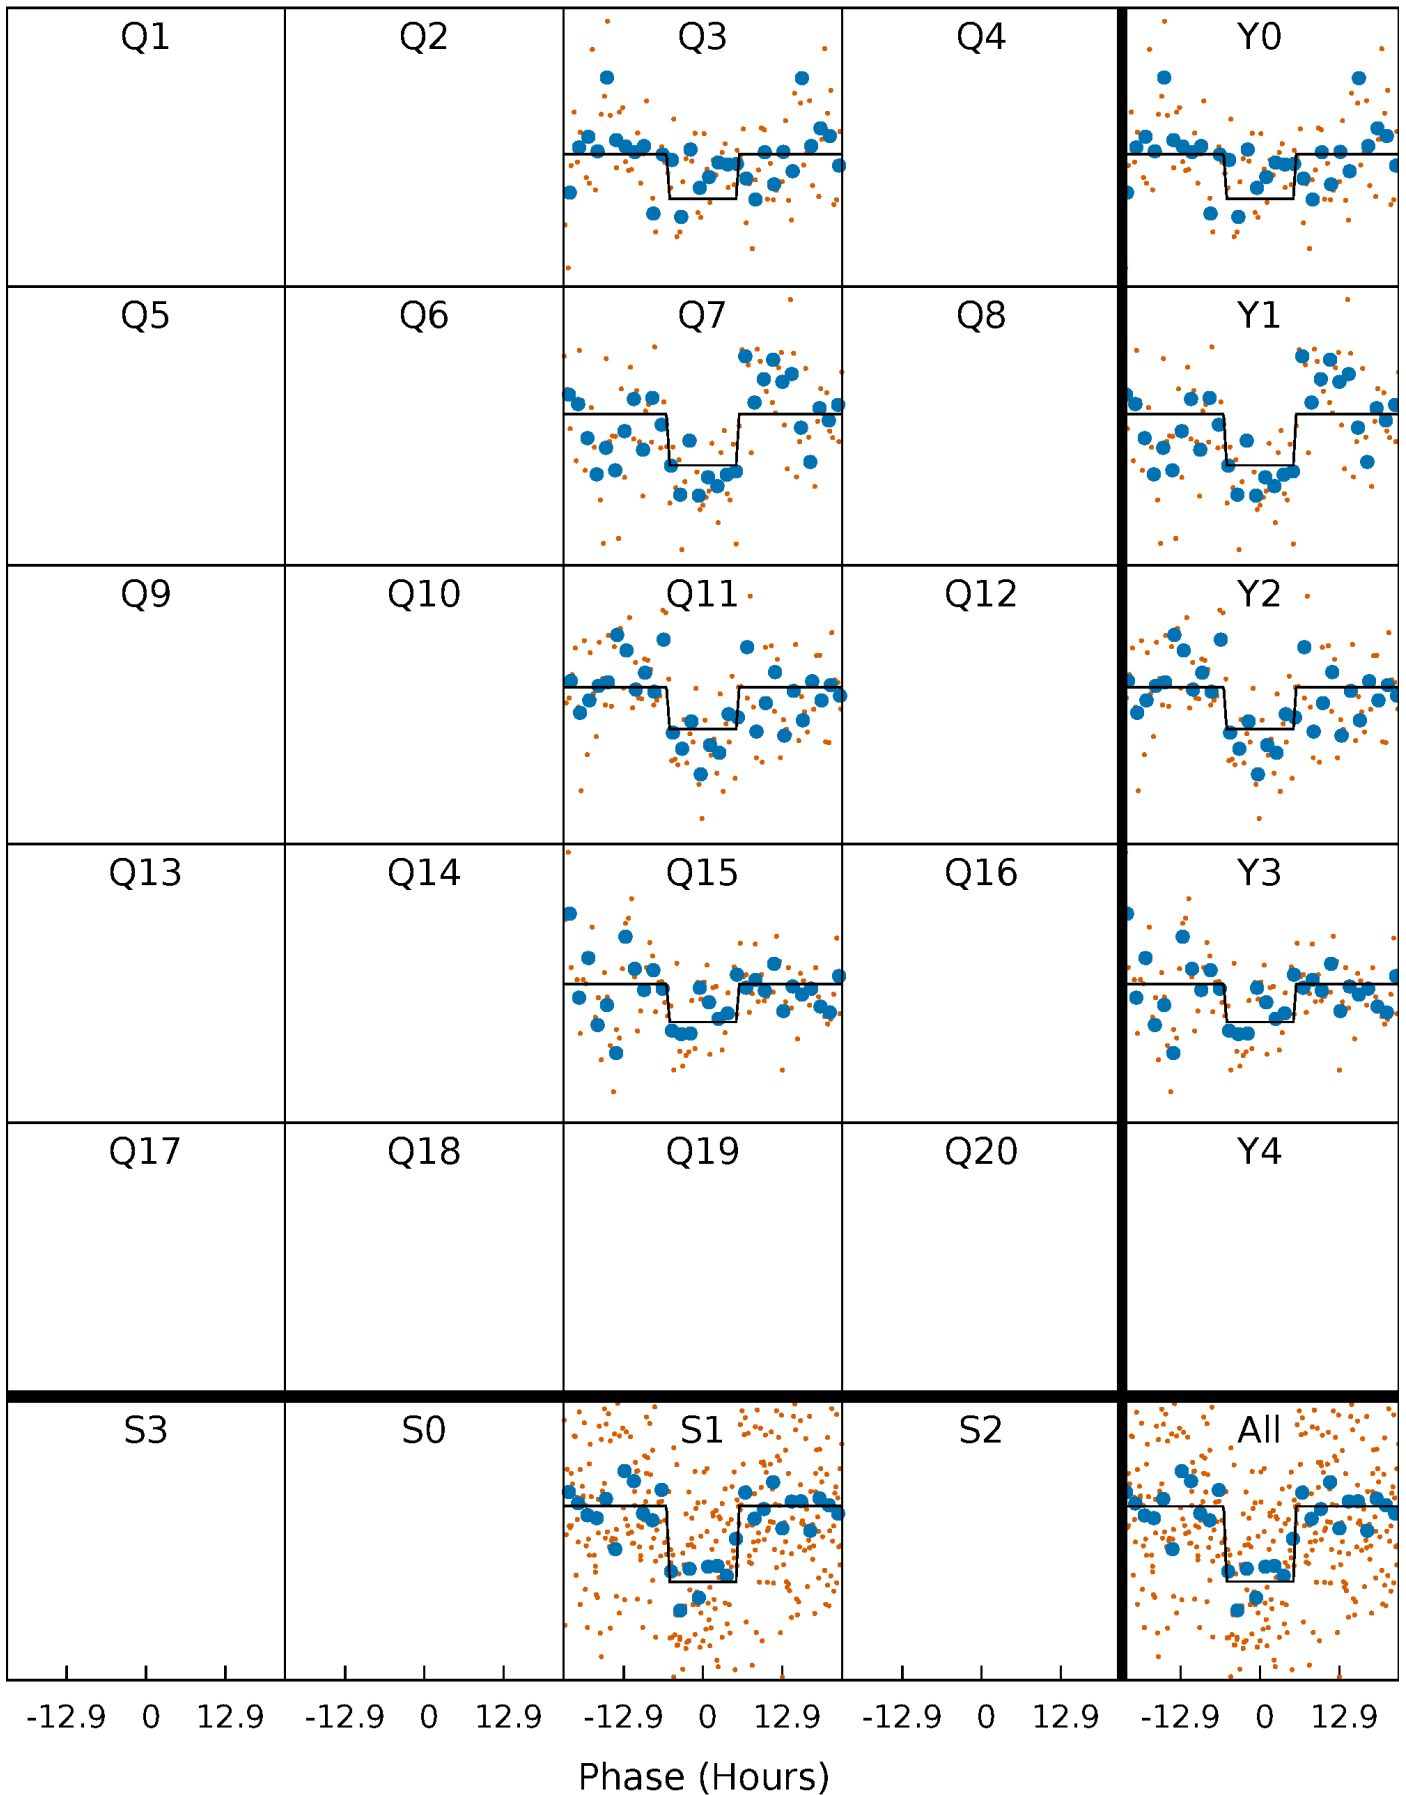 Q1 Q2 Q3 Q4 Y0
Q5 Q6 Q7 Q8 Y1
Q9 Q10 Q11 Q12 Y2
Q13 Q14 Q15 Q16 Y3
Q17 Q18 Q19 Q20 Y4
S3 S0 S1 S2 All
-12.9 0 12.9 -12.9 0 12.9 -12.9 0 12.9 -12.9 0 12.9 -12.9 0 12.9
Phase (Hours)